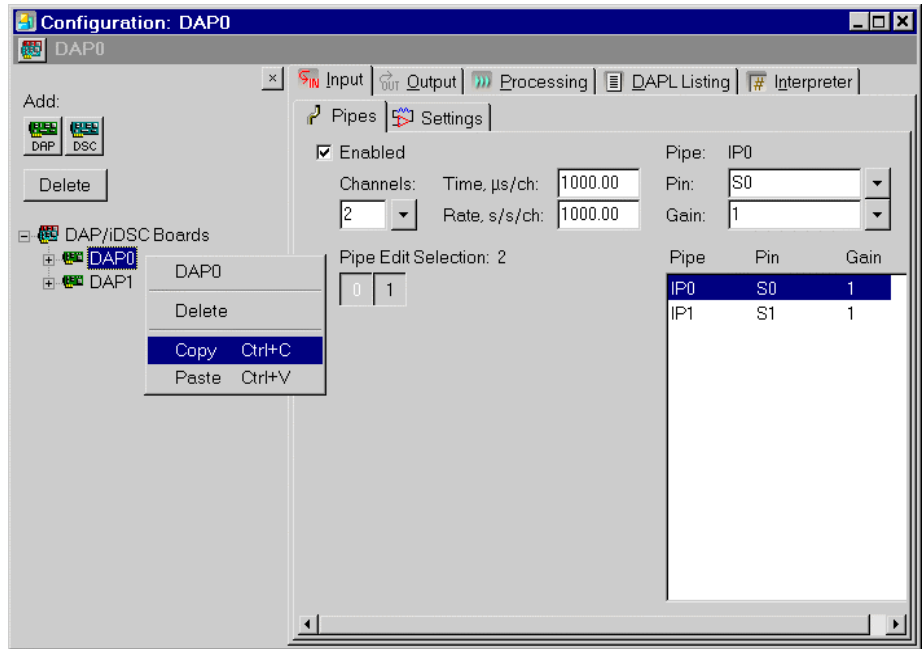 Configuration: DAP0
DAP0
Input Output Processing DAPL Listing Interpreter
IN OUT
Add:
DAP DSC
Delete
DAP/iDSC Boards
DAP0
DAP1
DAP0
Delete
Copy Ctrl+C
Paste Ctrl+V
Pipes Settings
Enabled
Channels: Time, µs/ch: 1000.00
2 Rate, s/s/ch: 1000.00
Pipe: IP0
Pin: S0
Gain: 1
Pipe Edit Selection: 2
0 1
Pipe Pin Gain
IP0 S0 1
IP1 S1 1